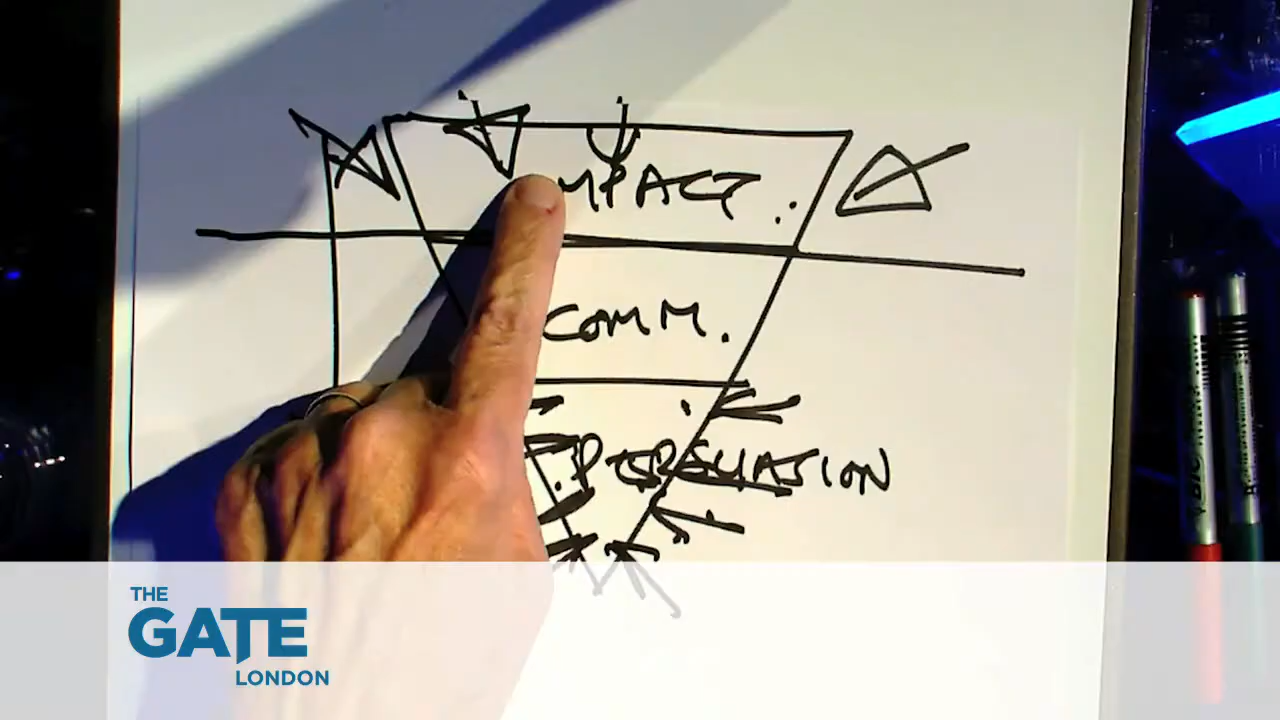 MPACT.
COMM.
PERSUASION
THE
GATE
LONDON